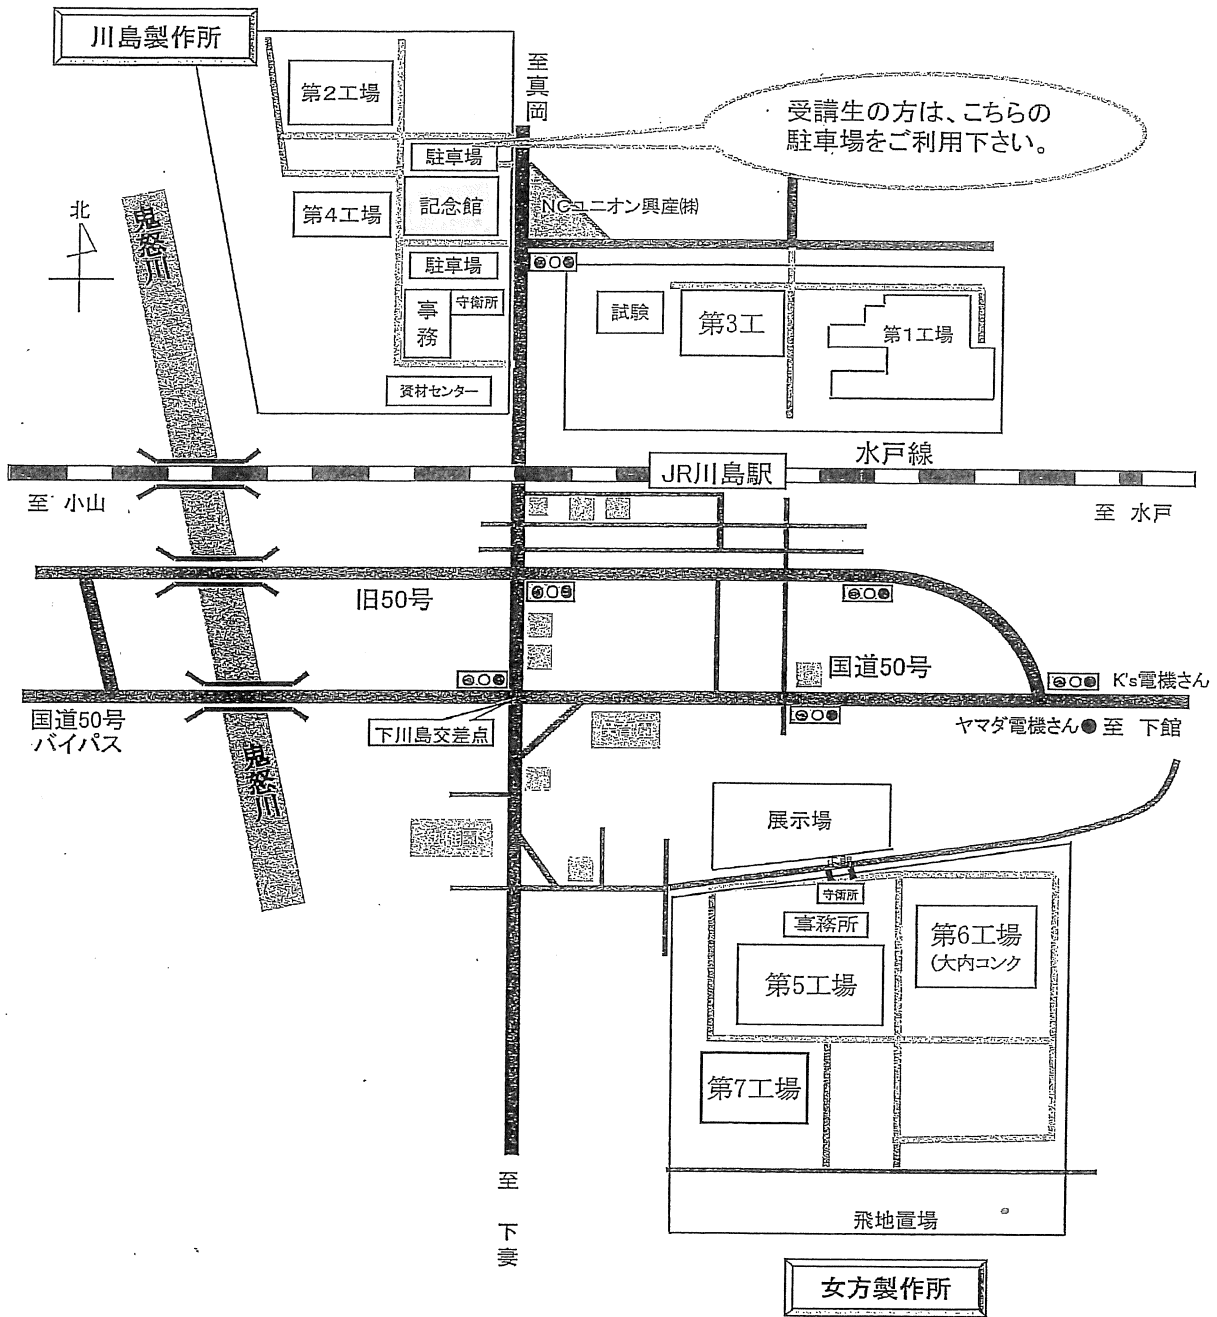 川島製作所
至真岡
第2工場
受講生の方は、こちらの
駐車場をご利用下さい。
駐車場
北
鬼怒川
第4工場
記念館
NCユニオン興産㈱
駐車場
事務
守衛所
試験
第3工
第1工場
資材センター
水戸線
JR川島駅
至 小山
至 水戸
旧50号
国道50号
K's電機さん
国道50号
バイパス
下川島交差点
ヤマダ電機さん●至 下館
鬼怒川
展示場
守衛所
事務所
第6工場
(大内コンク
第5工場
第7工場
至 下妻
飛地置場
女方製作所